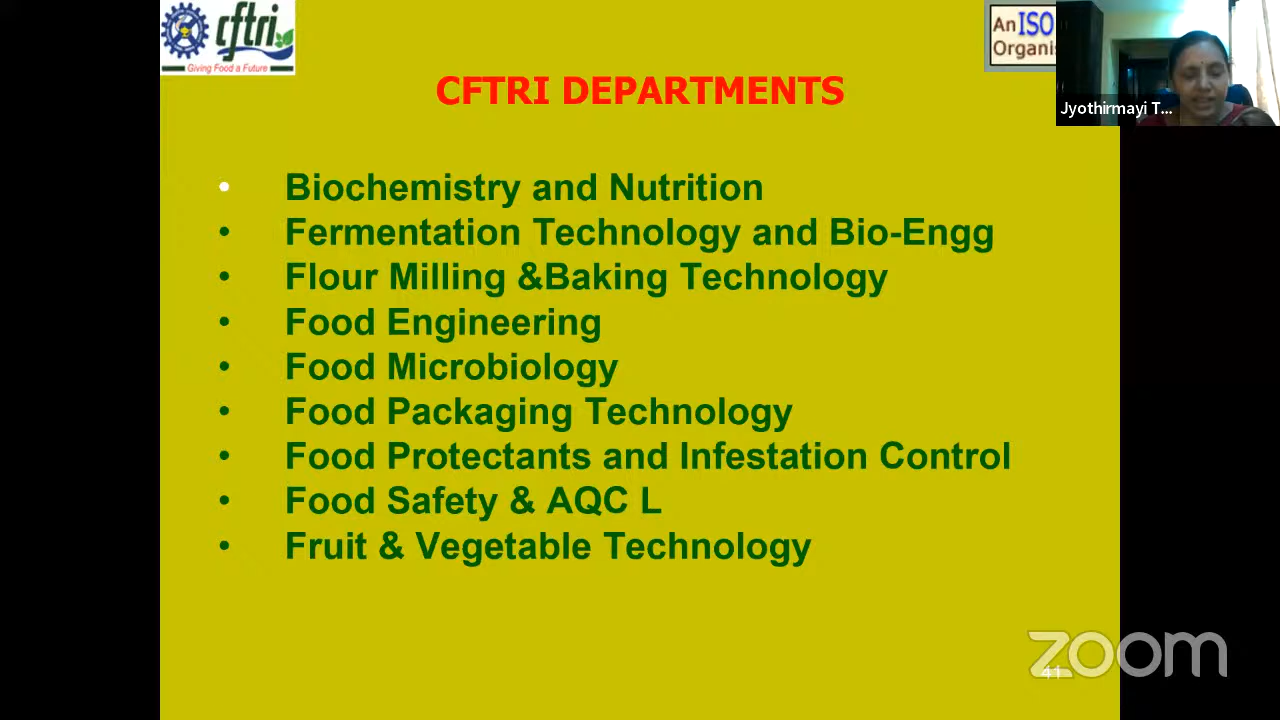 cftri
Giving Food a Future
An ISO
Organis
Jyothirmayi T...
CFTRI DEPARTMENTS
• Biochemistry and Nutrition
• Fermentation Technology and Bio-Engg
• Flour Milling &Baking Technology
• Food Engineering
• Food Microbiology
• Food Packaging Technology
• Food Protectants and Infestation Control
• Food Safety & AQC L
• Fruit & Vegetable Technology
zoom
41